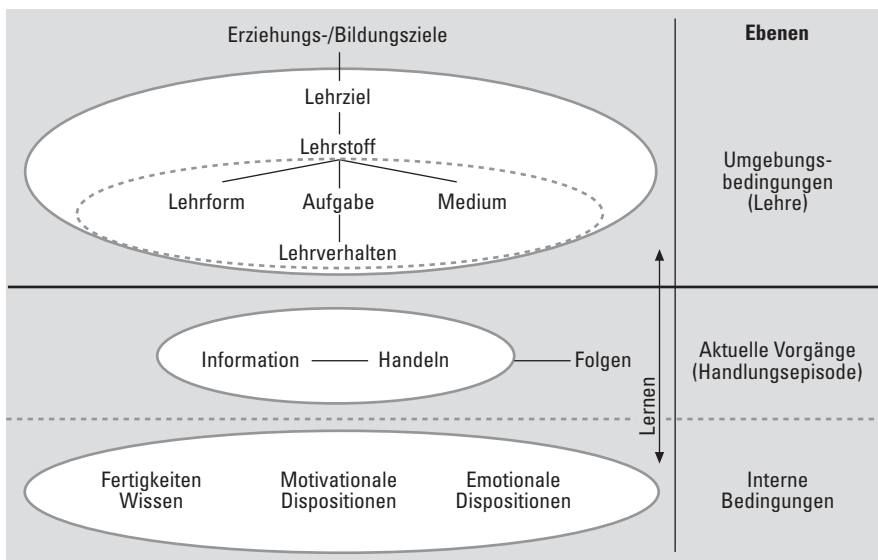 Erziehungs-/Bildungsziele
Ebenen
Lehrziel
Lehrstoff
Lehrform Aufgabe Medium
Lehrverhalten
Umgebungs-
bedingungen
(Lehre)
Information Handeln Folgen
Aktuelle Vorgänge
(Handlungsepisode)
Lernen
Fertigkeiten
Wissen
Motivationale
Dispositionen
Emotionale
Dispositionen
Interne
Bedingungen